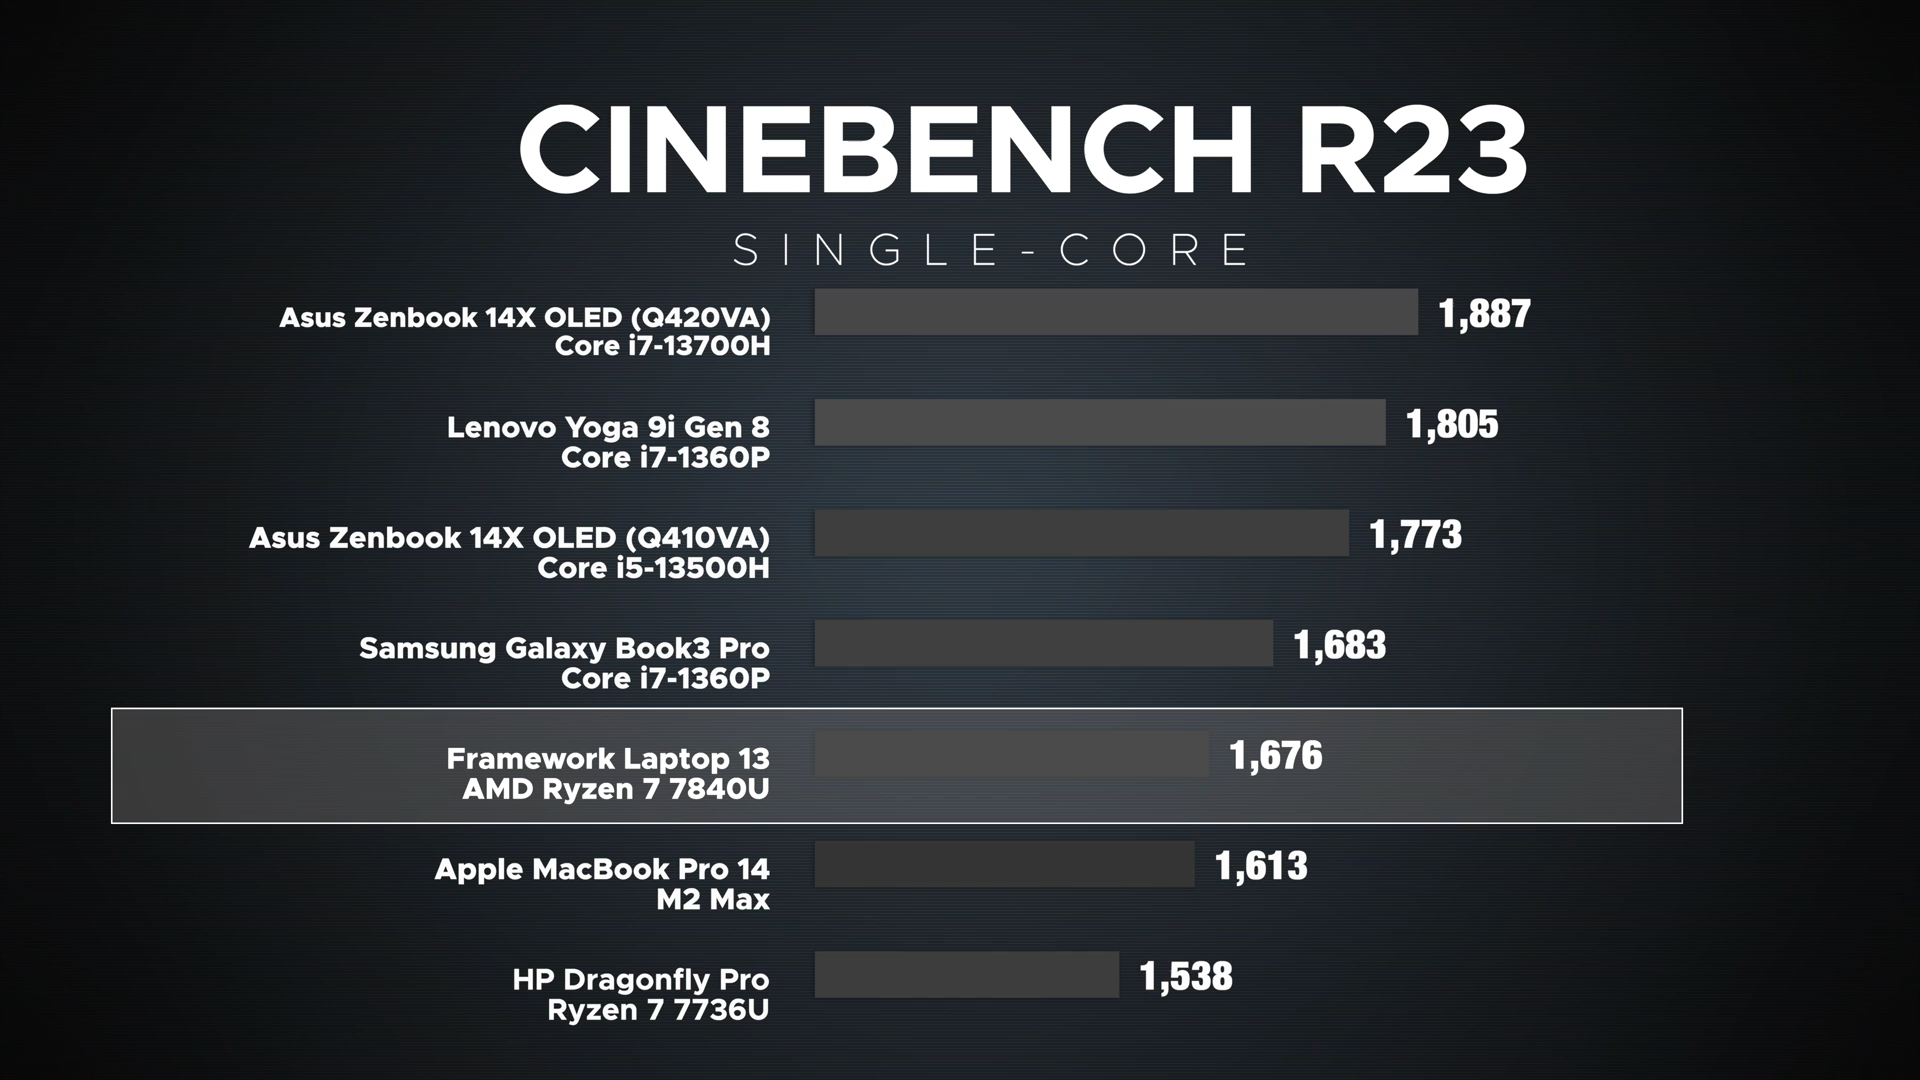 CINEBENCH R23
SINGLE-CORE
Asus Zenbook 14X OLED (Q420VA)
Core i7-13700H
1,887
Lenovo Yoga 9i Gen 8
Core i7-1360P
1,805
Asus Zenbook 14X OLED (Q410VA)
Core i5-13500H
1,773
Samsung Galaxy Book3 Pro
Core i7-1360P
1,683
Framework Laptop 13
AMD Ryzen 7 7840U
1,676
Apple MacBook Pro 14
M2 Max
1,613
HP Dragonfly Pro
Ryzen 7 7736U
1,538